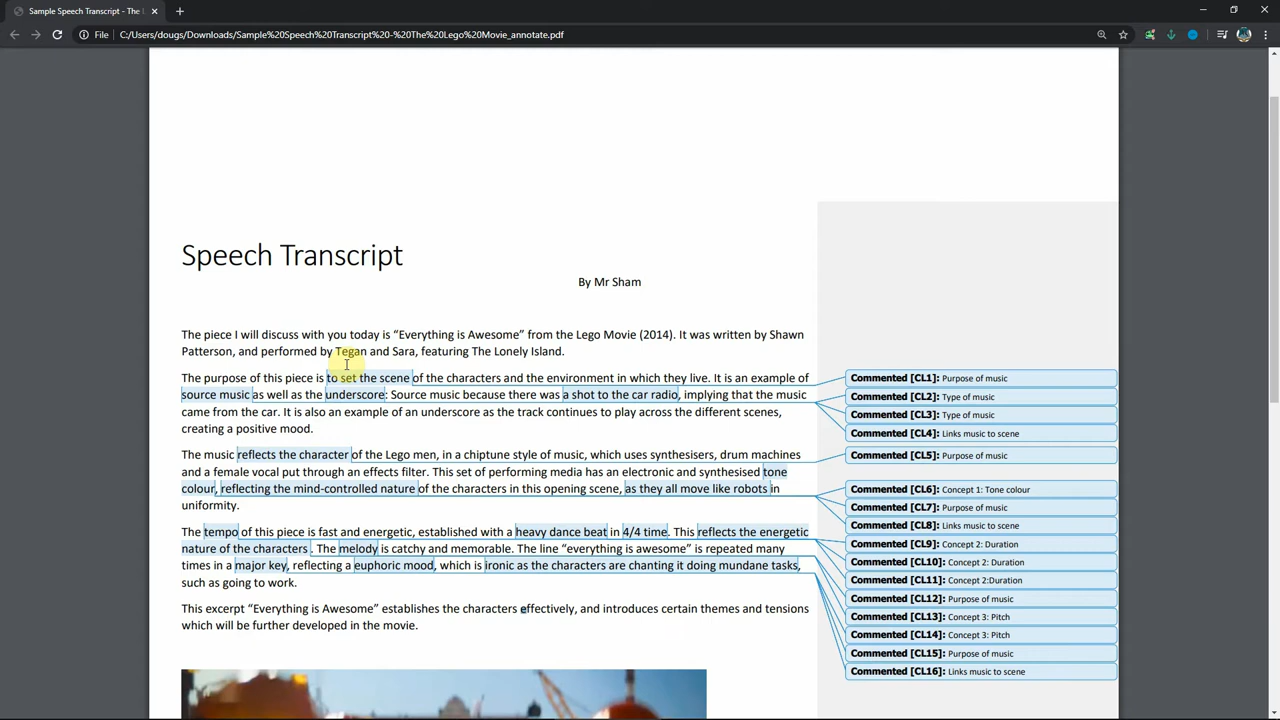 Sample Speech Transcript - The L
File
C:/Users/dougs/Downloads/Sample%20Speech%20Transcript%20-%20The%20Lego%20Movie_annotate.pdf
Speech Transcript
By Mr Sham
The piece I will discuss with you today is “Everything is Awesome” from the Lego Movie (2014). It was written by Shawn
Patterson, and performed by Tegan and Sara, featuring The Lonely Island.
The purpose of this piece is to set the scene of the characters and the environment in which they live. It is an example of
source music as well as the underscore: Source music because there was a shot to the car radio, implying that the music
came from the car. It is also an example of an underscore as the track continues to play across the different scenes,
creating a positive mood.
The music reflects the character of the Lego men, in a chiptune style of music, which uses synthesisers, drum machines
and a female vocal put through an effects filter. This set of performing media has an electronic and synthesised tone
colour, reflecting the mind-controlled nature of the characters in this opening scene, as they all move like robots in
uniformity.
The tempo of this piece is fast and energetic, established with a heavy dance beat in 4/4 time. This reflects the energetic
nature of the characters . The melody is catchy and memorable. The line “everything is awesome” is repeated many
times in a major key, reflecting a euphoric mood, which is ironic as the characters are chanting it doing mundane tasks,
such as going to work.
This excerpt “Everything is Awesome” establishes the characters effectively, and introduces certain themes and tensions
which will be further developed in the movie.
Commented [CL1]: Purpose of music
Commented [CL2]: Type of music
Commented [CL3]: Type of music
Commented [CL4]: Links music to scene
Commented [CL5]: Purpose of music
Commented [CL6]: Concept 1: Tone colour
Commented [CL7]: Purpose of music
Commented [CL8]: Links music to scene
Commented [CL9]: Concept 2: Duration
Commented [CL10]: Concept 2: Duration
Commented [CL11]: Concept 2:Duration
Commented [CL12]: Purpose of music
Commented [CL13]: Concept 3: Pitch
Commented [CL14]: Concept 3: Pitch
Commented [CL15]: Purpose of music
Commented [CL16]: Links music to scene